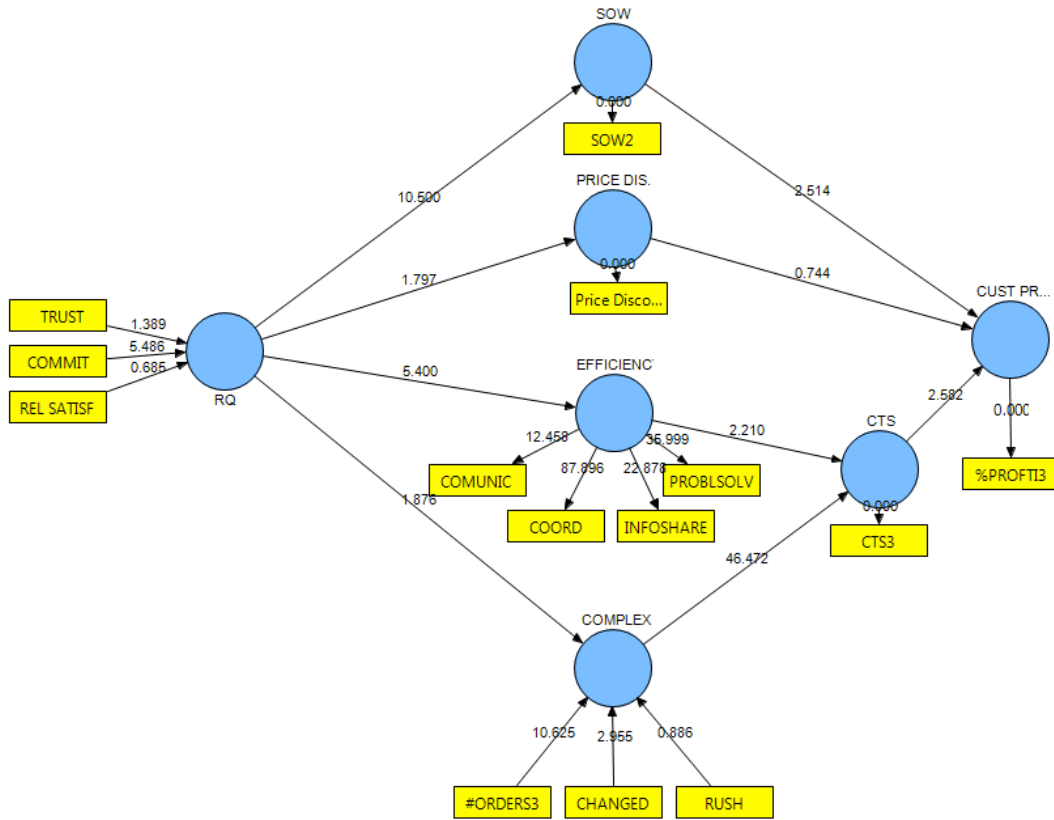 SOW
0.000
SOW2
PRICE DIS.
10.500
2.514
0.000
1.797
0.744
Price Disco...
CUST PR...
TRUST
1.389
COMMIT
5.486
0.685
REL SATISF
RQ
EFFICIENC
5.400
2.582
0.000
CTS
12.458
35.999
2.210
87.896
22.878
COMUNIC
PROBLSOLV
%PROFTI3
1.876
0.000
COORD
INFOSHARE
CTS3
46.472
COMPLEX
10.625
2.955
0.886
#ORDERS3
CHANGED
RUSH